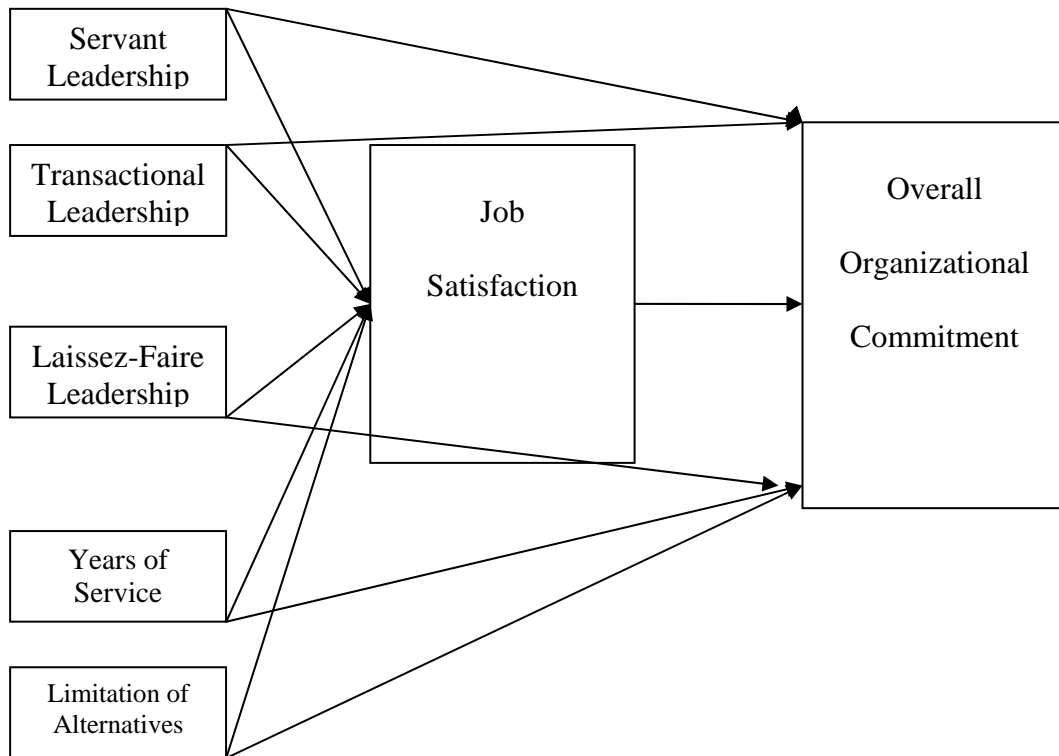 Servant
Leadership
Transactional
Leadership
Laissez-Faire
Leadership
Years of
Service
Limitation of
Alternatives
Job
Satisfaction
Overall
Organizational
Commitment